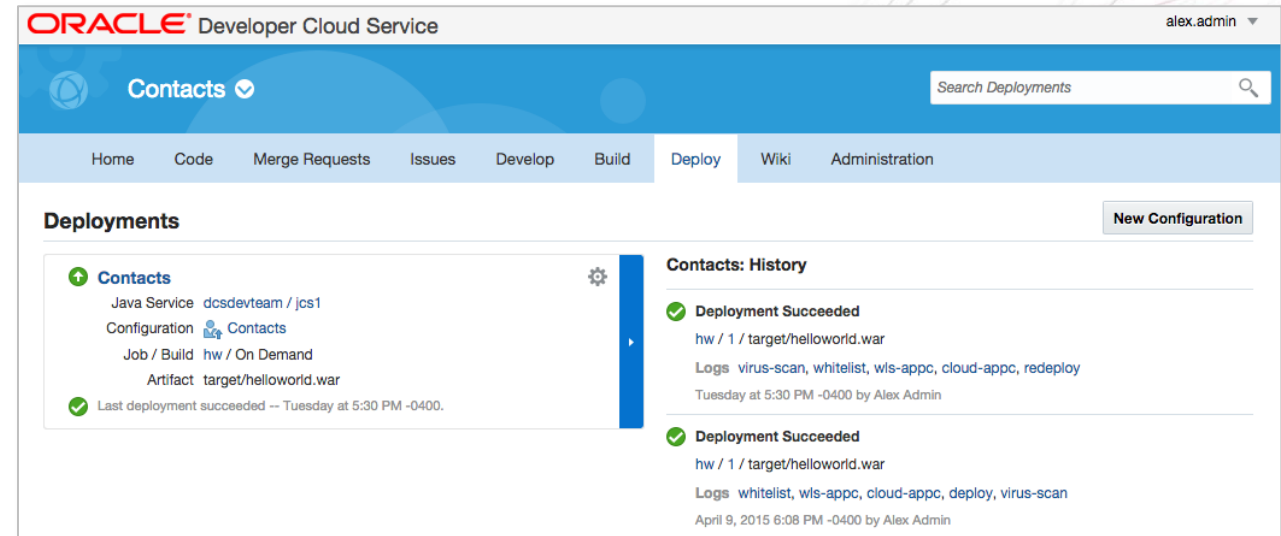 ORACLE® Developer Cloud Service
alex.admin
Contacts
Search Deployments
Home Code Merge Requests Issues Develop Build Deploy Wiki Administration
Deployments
New Configuration
Contacts
Java Service dcsdevteam / jcs1
Configuration Contacts
Job / Build hw / On Demand
Artifact target/helloworld.war
Last deployment succeeded -- Tuesday at 5:30 PM -0400.
Contacts: History
Deployment Succeeded
hw / 1 / target/helloworld.war
Logs virus-scan, whitelist, wls-appc, cloud-appc, redeploy
Tuesday at 5:30 PM -0400 by Alex Admin
Deployment Succeeded
hw / 1 / target/helloworld.war
Logs whitelist, wls-appc, cloud-appc, deploy, virus-scan
April 9, 2015 6:08 PM -0400 by Alex Admin